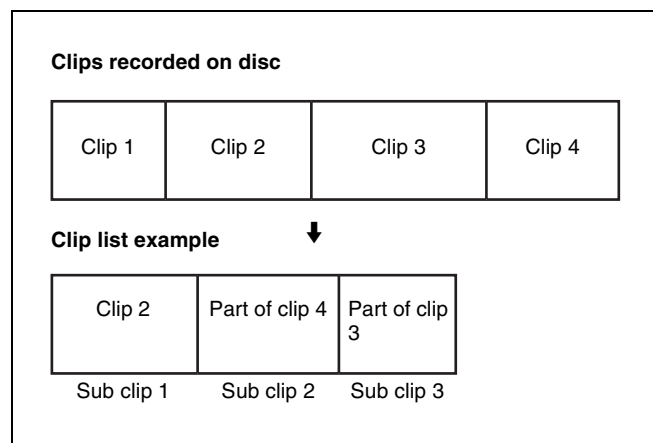 Clips recorded on disc
Clip 1 Clip 2 Clip 3 Clip 4
Clip list example
Clip 2 Part of clip 4 Part of clip
3
Sub clip 1 Sub clip 2 Sub clip 3